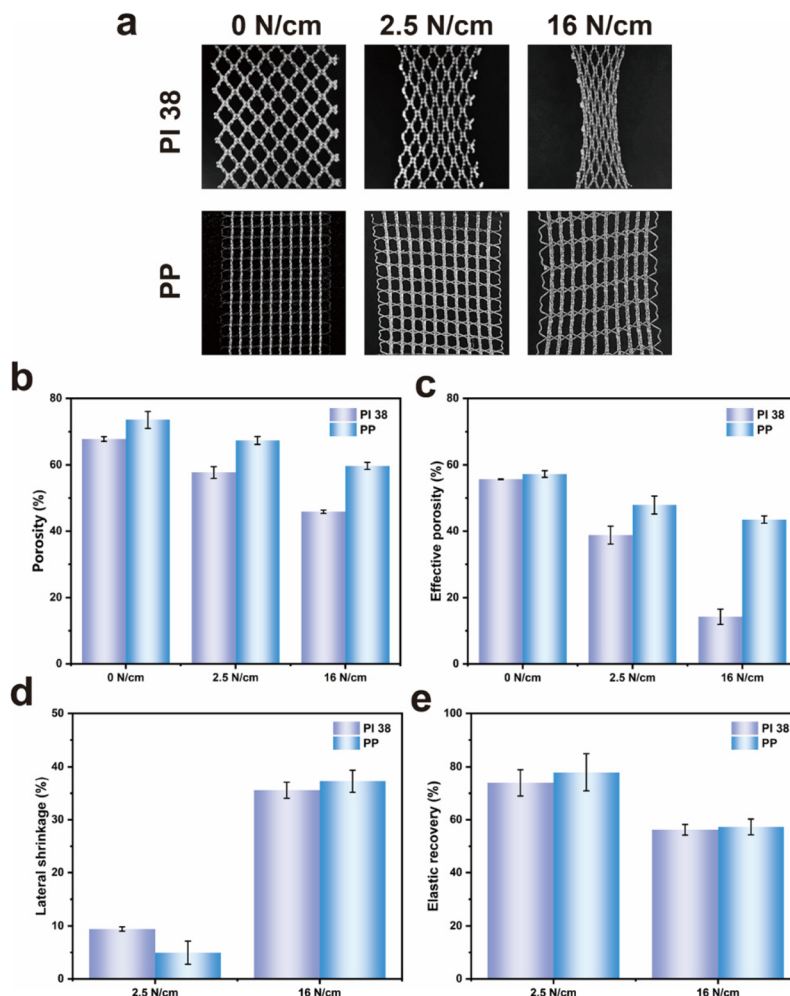 a
0 N/cm 2.5 N/cm 16 N/cm
PI 38
PP
b
Porosity (%)
80
60
40
20
0
PI 38
PP
0 N/cm 2.5 N/cm 16 N/cm
c
Effective porosity (%)
80
60
40
20
0
PI 38
PP
0 N/cm 2.5 N/cm 16 N/cm
d
Lateral shrinkage (%)
50
40
30
20
10
0
PI 38
PP
2.5 N/cm 16 N/cm
e
Elastic recovery (%)
100
80
60
40
20
0
PI 38
PP
2.5 N/cm 16 N/cm